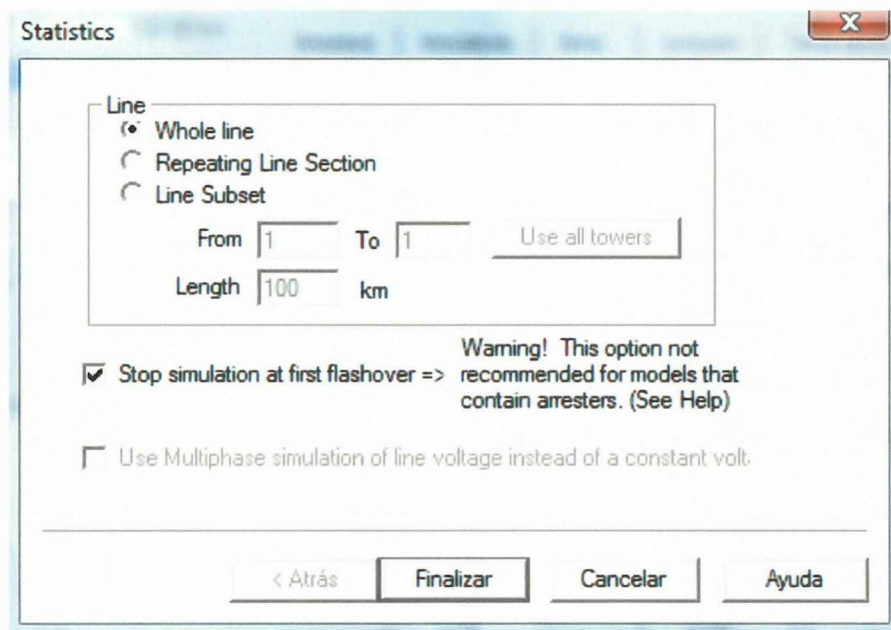 Statistics
Line
Whole line
Repeating Line Section
Line Subset
From 1 To 1 Use all towers
Length 100 km
Stop simulation at first flashover => Warning! This option not
recommended for models that
contain arresters. (See Help)
Use Multiphase simulation of line voltage instead of a constant volt.
< Atrás Finalizar Cancelar Ayuda